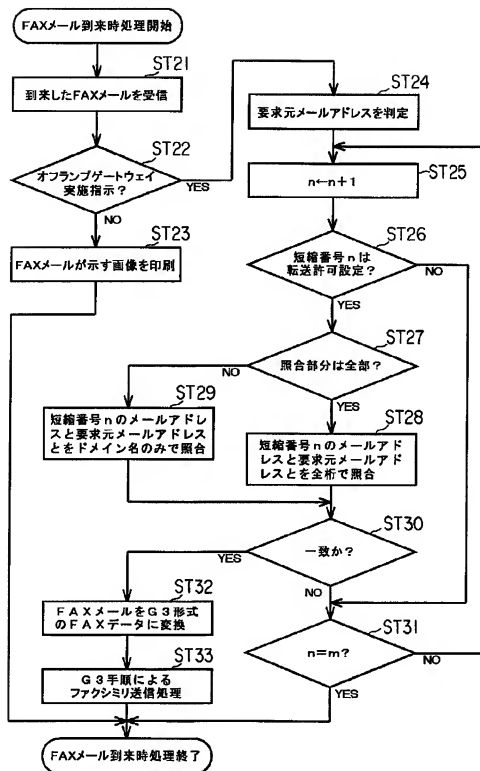 FAXメール到来時処理開始
ST21
到来したFAXメールを受信
ST22
オフランプゲートウェイ
実施指示?
YES
NO
ST23
FAXメールが示す画像を印刷
ST24
要求元メールアドレスを判定
ST25
n←n+1
ST26
短縮番号nは
転送許可設定?
NO
YES
ST27
照合部分は全部?
NO
YES
ST29
短縮番号nのメールアドレ
スと要求元メールアドレス
とをドメイン名のみで照合
ST28
短縮番号nのメールアド
レスと要求元メールアド
レスとを全桁で照合
ST30
一致か?
YES
NO
ST32
FAXメールをG3形式
のFAXデータに変換
ST31
n=m?
NO
YES
ST33
G3手順による
ファクシミリ送信処理
FAXメール到来時処理終了